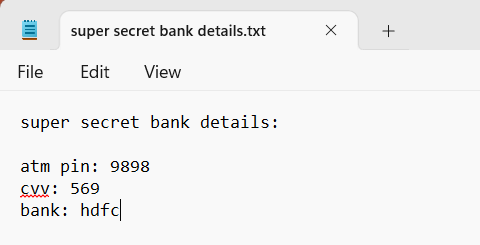 super secret bank details.txt
File Edit View
super secret bank details:
atm pin: 9898
cvv: 569
bank: hdfc